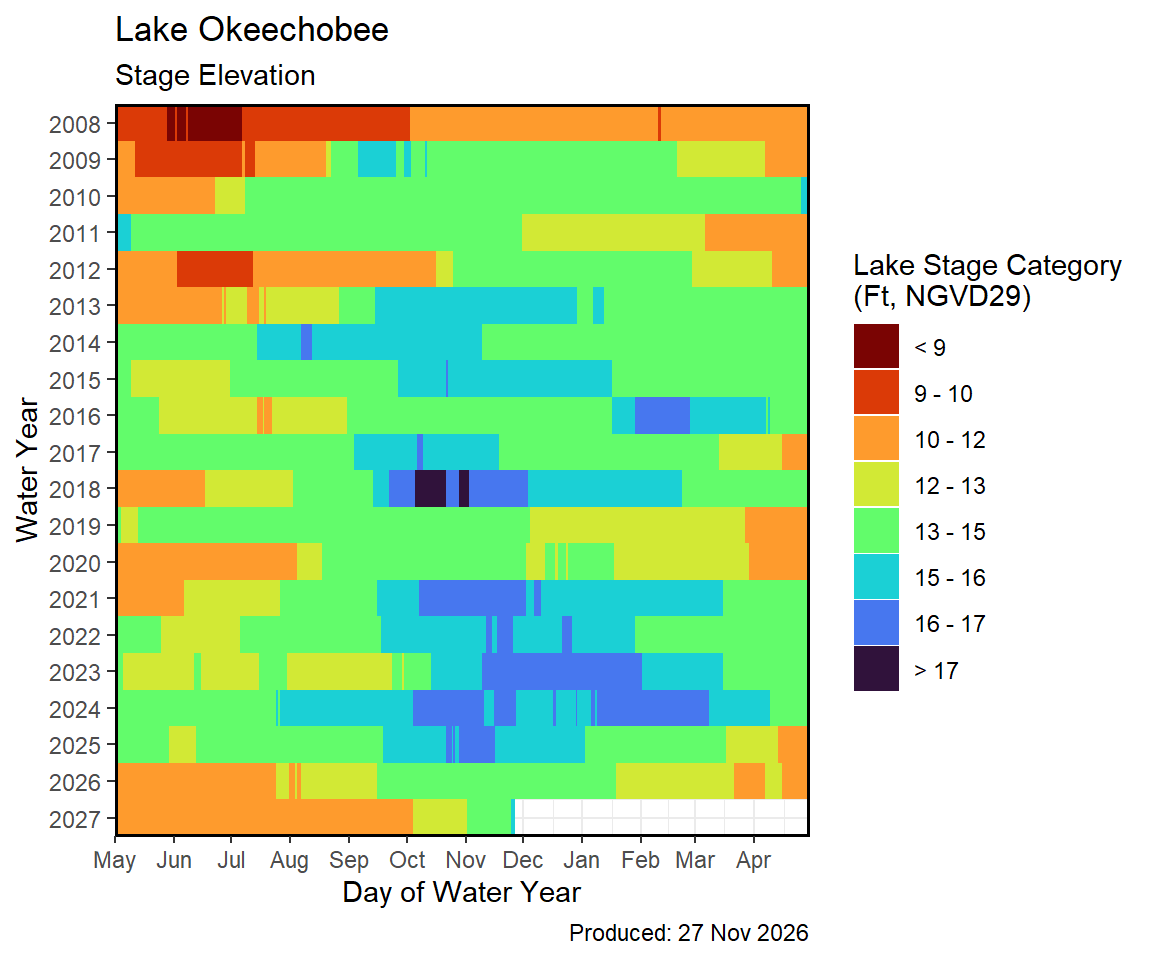 Lake Okeechobee
Stage Elevation
Water Year
2008
2009
2010
2011
2012
2013
2014
2015
2016
2017
2018
2019
2020
2021
2022
2023
2024
2025
2026
2027
May Jun Jul Aug Sep Oct Nov Dec Jan Feb Mar Apr
Day of Water Year
Lake Stage Category
(Ft, NGVD29)
< 9
9 - 10
10 - 12
12 - 13
13 - 15
15 - 16
16 - 17
> 17
Produced: 27 Nov 2026